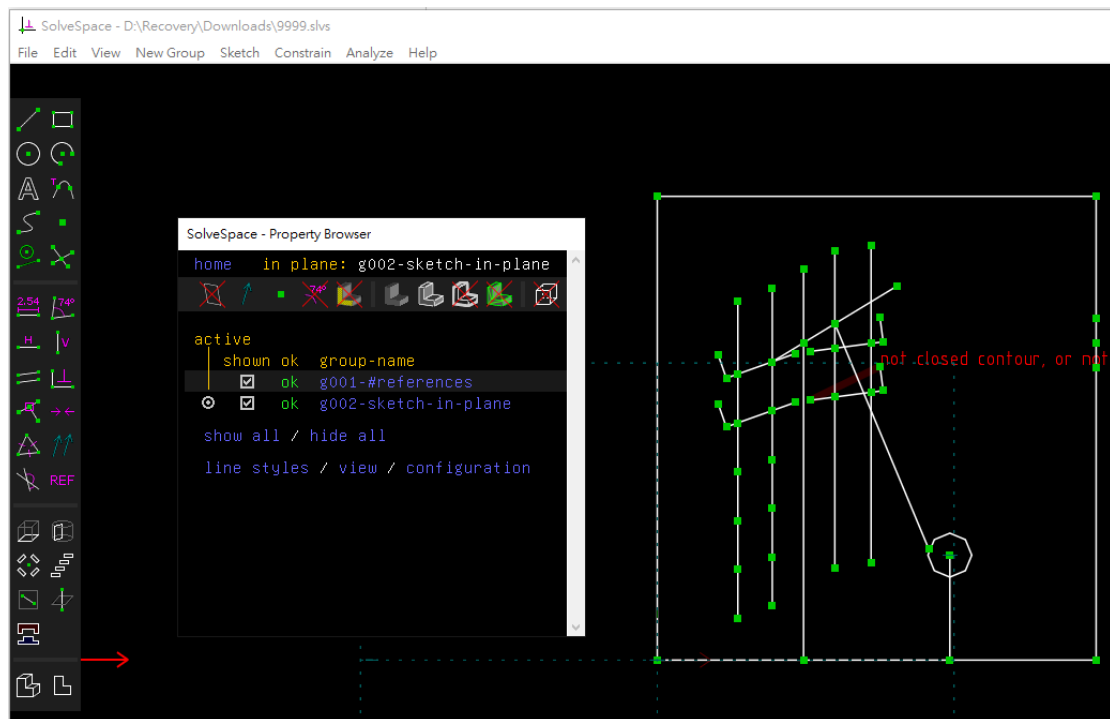 SolveSpace - D:\Recovery\Downloads\9999.slvs
File Edit View New Group Sketch Constrain Analyze Help
A T
2.54 74°
H V
REF
SolveSpace - Property Browser
home in plane: g002-sketch-in-plane
74°
active
shown ok group-name
ok g001-#references
ok g002-sketch-in-plane
show all / hide all
line styles / view / configuration
not closed contour, or not